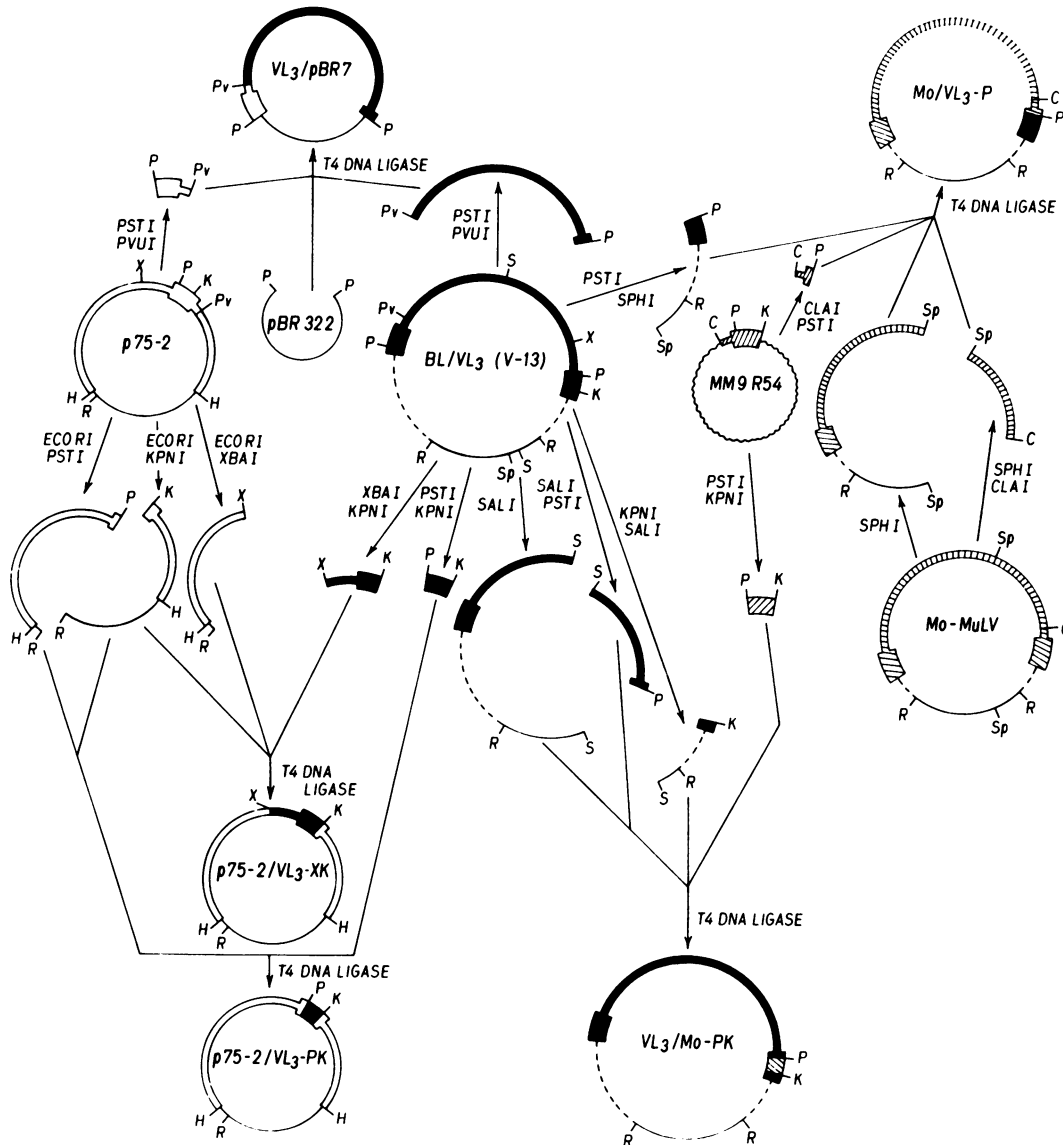 VL3/pBR7
Pv
P
P
T4 DNA LIGASE
Mo/VL3-P
C
P
R
R
T4 DNA LIGASE
P
Pv
PSTI
PVUI
Pv
P
PSTI
PVUI
P
PSTI
SPHI
R
Sp
C
P
CLAI
PSTI
Sp
R
Sp
Sp
C
X
P
K
Pv
p75-2
H
R
H
P
P
pBR 322
S
Pv
P
X
P
K
BL/VL3 (V-13)
R
R
Sp
S
C
P
K
MM9 R54
ECORI
PSTI
ECORI
KPNI
ECORI
XBAI
XBAI
KPNI
PSTI
KPNI
SALI
SALI
PSTI
KPNI
SALI
PSTI
KPNI
SPHI
SPHI
CLAI
P
H
R
K
R
H
X
H
R
X
K
P
K
S
R
S
S
P
K
R
S
P
K
Sp
Mo-MuLV
R
R
Sp
T4 DNA
LIGASE
X
K
p75-2/VL3-XK
H
R
H
T4 DNA LIGASE
P
K
p75-2/VL3-PK
H
R
H
T4 DNA LIGASE
VL3/Mo-PK
P
K
R
R